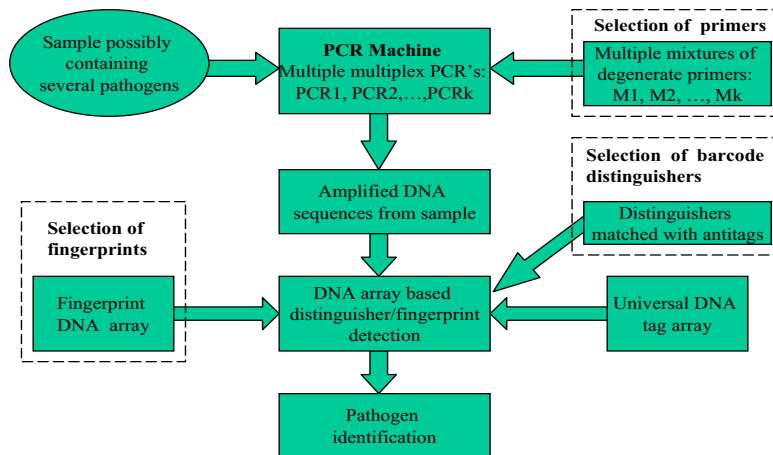 Sample possibly
containing
several pathogens
PCR Machine
Multiple multiplex PCR's:
PCR1, PCR2,…,PCRk
Selection of primers
Multiple mixtures of
degenerate primers:
M1, M2, …, Mk
Selection of barcode
distinguishers
Distinguishers
matched with antitags
Amplified DNA
sequences from sample
Selection of
fingerprints
Fingerprint
DNA array
DNA array based
distinguisher/fingerprint
detection
Universal DNA
tag array
Pathogen
identification